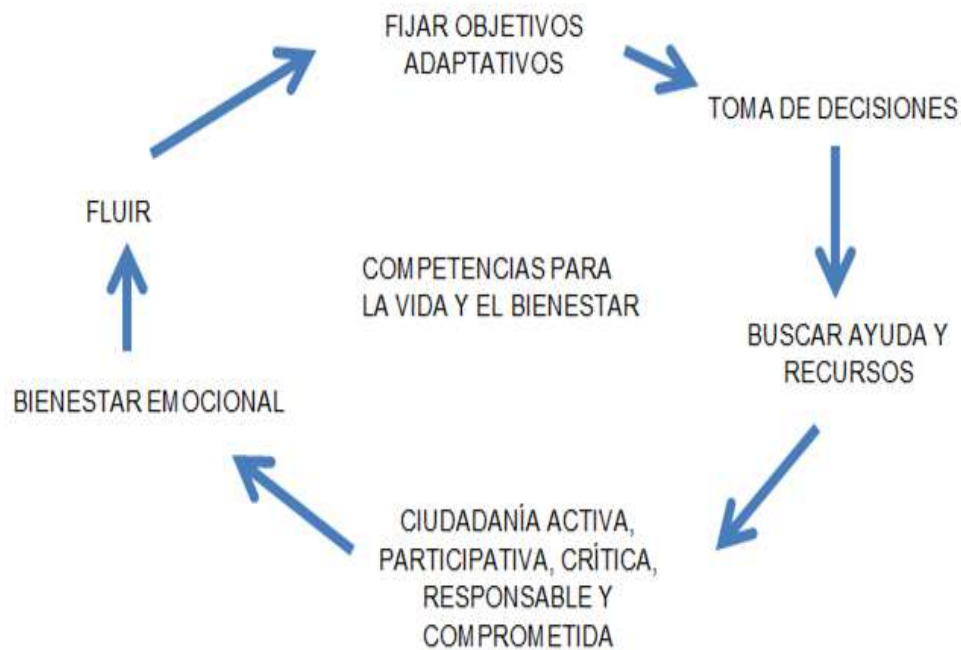 FIJAR OBJETIVOS
ADAPTATIVOS
TOMA DE DECISIONES
BUSCAR AYUDA Y
RECURSOS
CIUDADANÍA ACTIVA,
PARTICIPATIVA, CRÍTICA,
RESPONSABLE Y
COMPROMETIDA
BIENESTAR EMOCIONAL
FLUIR
COMPETENCIAS PARA
LA VIDA Y EL BIENESTAR